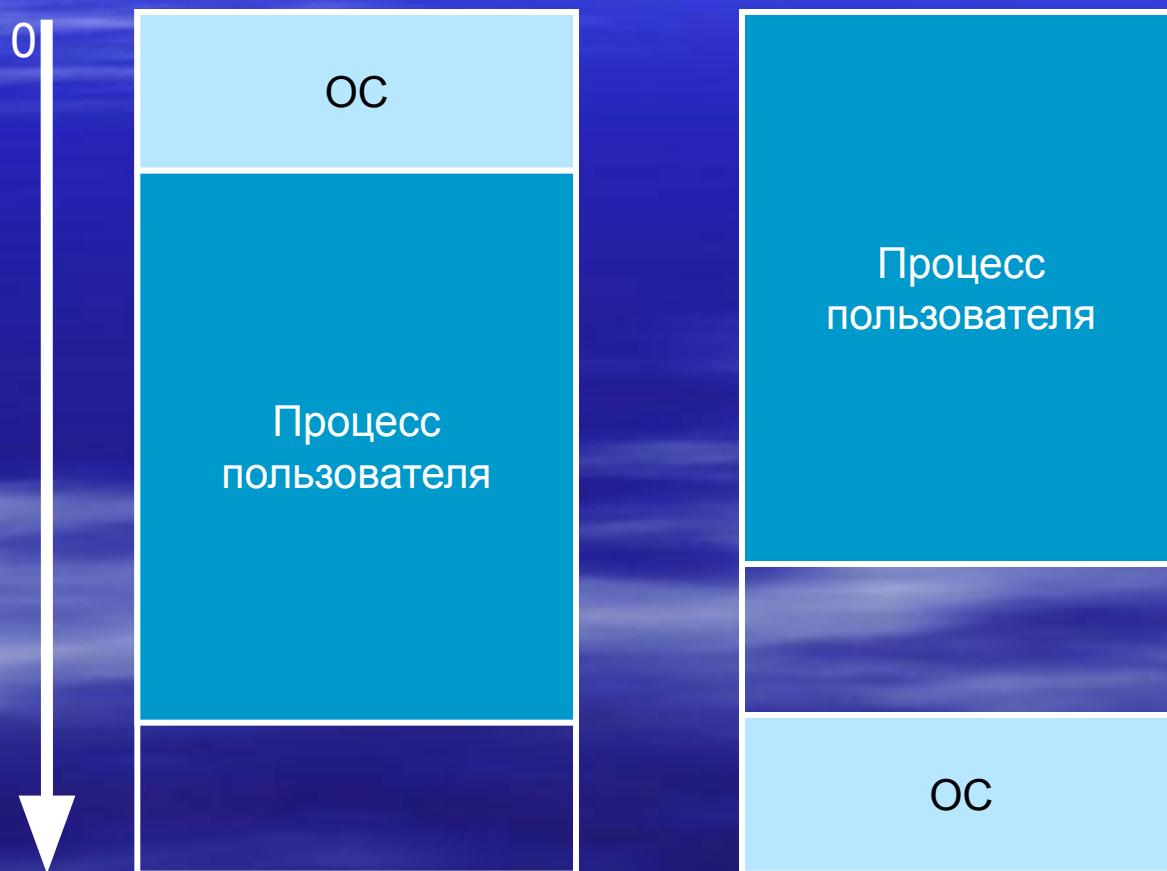 0
ОС
Процесс
пользователя
Процесс
пользователя
ОС